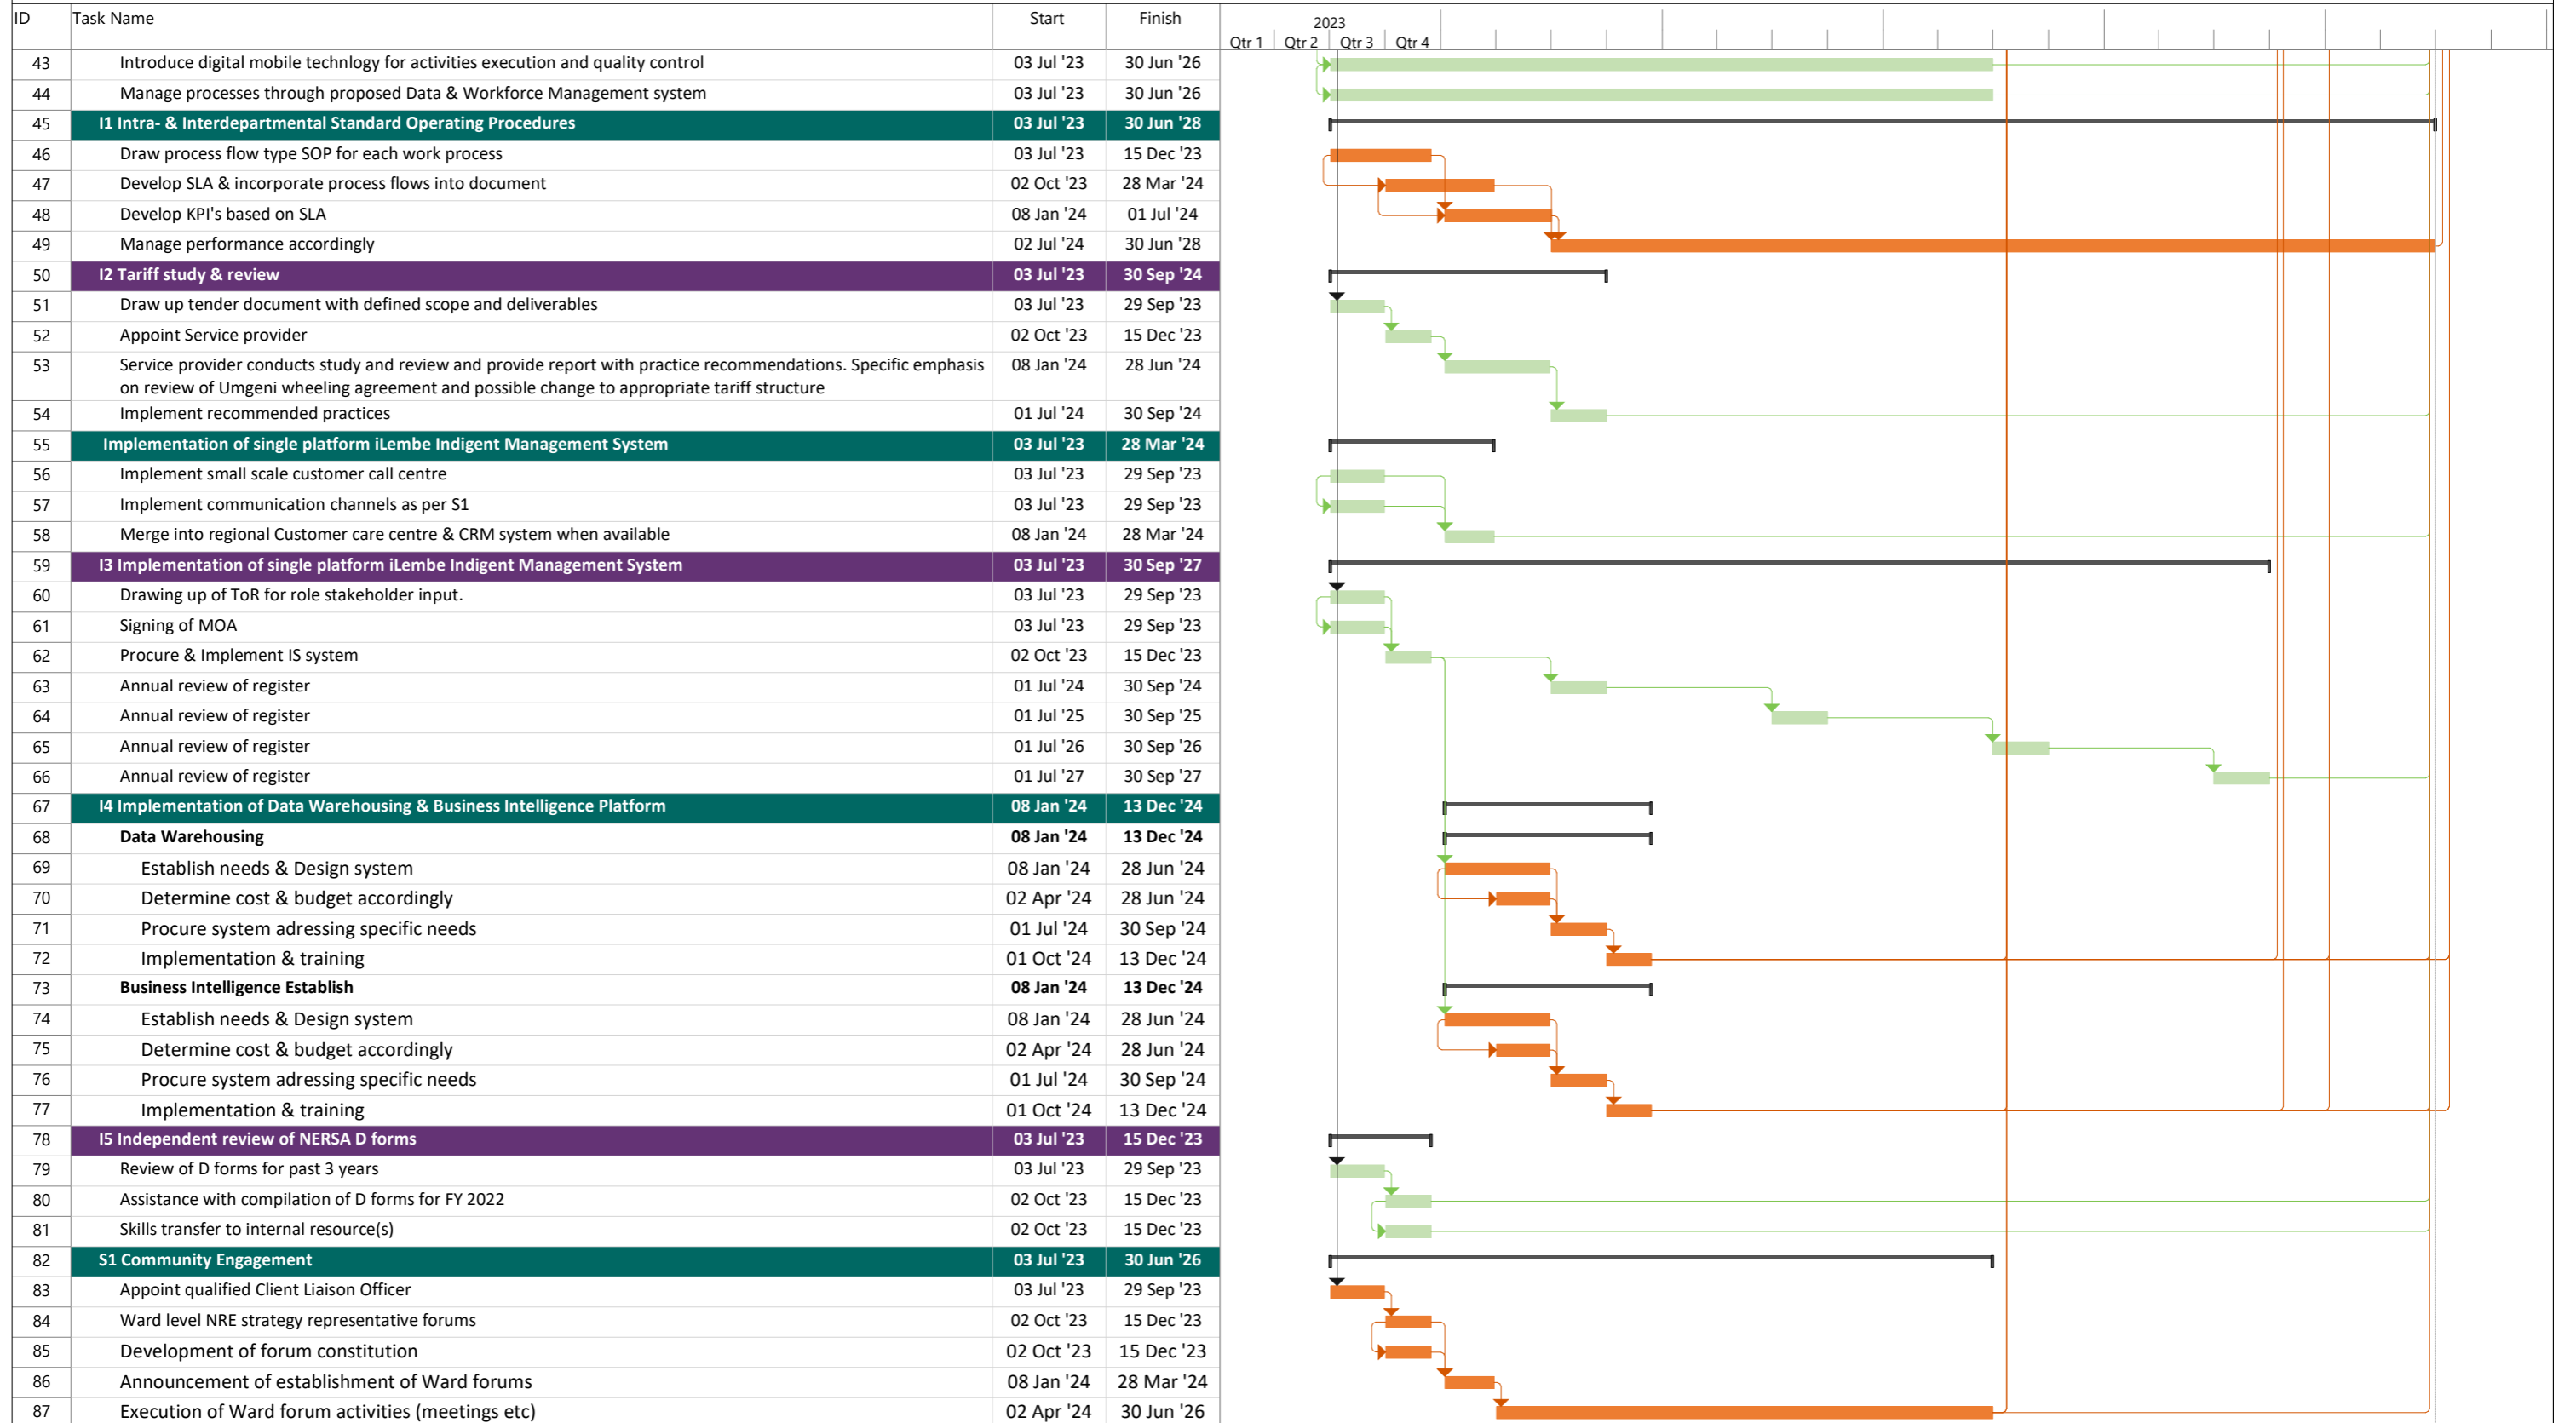 ID Task Name Start Finish
2023
Qtr 1 Qtr 2 Qtr 3 Qtr 4
43 Introduce digital mobile technlogy for activities execution and quality control 03 Jul '23 30 Jun '26
44 Manage processes through proposed Data & Workforce Management system 03 Jul '23 30 Jun '26
45 I1 Intra- & Interdepartmental Standard Operating Procedures 03 Jul '23 30 Jun '28
46 Draw process flow type SOP for each work process 03 Jul '23 15 Dec '23
47 Develop SLA & incorporate process flows into document 02 Oct '23 28 Mar '24
48 Develop KPI's based on SLA 08 Jan '24 01 Jul '24
49 Manage performance accordingly 02 Jul '24 30 Jun '28
50 I2 Tariff study & review 03 Jul '23 30 Sep '24
51 Draw up tender document with defined scope and deliverables 03 Jul '23 29 Sep '23
52 Appoint Service provider 02 Oct '23 15 Dec '23
53 Service provider conducts study and review and provide report with practice recommendations. Specific emphasis 08 Jan '24 28 Jun '24
on review of Umgeni wheeling agreement and possible change to appropriate tariff structure
54 Implement recommended practices 01 Jul '24 30 Sep '24
55 Implementation of single platform iLembe Indigent Management System 03 Jul '23 28 Mar '24
56 Implement small scale customer call centre 03 Jul '23 29 Sep '23
57 Implement communication channels as per S1 03 Jul '23 29 Sep '23
58 Merge into regional Customer care centre & CRM system when available 08 Jan '24 28 Mar '24
59 I3 Implementation of single platform iLembe Indigent Management System 03 Jul '23 30 Sep '27
60 Drawing up of ToR for role stakeholder input. 03 Jul '23 29 Sep '23
61 Signing of MOA 03 Jul '23 29 Sep '23
62 Procure & Implement IS system 02 Oct '23 15 Dec '23
63 Annual review of register 01 Jul '24 30 Sep '24
64 Annual review of register 01 Jul '25 30 Sep '25
65 Annual review of register 01 Jul '26 30 Sep '26
66 Annual review of register 01 Jul '27 30 Sep '27
67 I4 Implementation of Data Warehousing & Business Intelligence Platform 08 Jan '24 13 Dec '24
68 Data Warehousing 08 Jan '24 13 Dec '24
69 Establish needs & Design system 08 Jan '24 28 Jun '24
70 Determine cost & budget accordingly 02 Apr '24 28 Jun '24
71 Procure system adressing specific needs 01 Jul '24 30 Sep '24
72 Implementation & training 01 Oct '24 13 Dec '24
73 Business Intelligence Establish 08 Jan '24 13 Dec '24
74 Establish needs & Design system 08 Jan '24 28 Jun '24
75 Determine cost & budget accordingly 02 Apr '24 28 Jun '24
76 Procure system adressing specific needs 01 Jul '24 30 Sep '24
77 Implementation & training 01 Oct '24 13 Dec '24
78 I5 Independent review of NERSA D forms 03 Jul '23 15 Dec '23
79 Review of D forms for past 3 years 03 Jul '23 29 Sep '23
80 Assistance with compilation of D forms for FY 2022 02 Oct '23 15 Dec '23
81 Skills transfer to internal resource(s) 02 Oct '23 15 Dec '23
82 S1 Community Engagement 03 Jul '23 30 Jun '26
83 Appoint qualified Client Liaison Officer 03 Jul '23 29 Sep '23
84 Ward level NRE strategy representative forums 02 Oct '23 15 Dec '23
85 Development of forum constitution 02 Oct '23 15 Dec '23
86 Announcement of establishment of Ward forums 08 Jan '24 28 Mar '24
87 Execution of Ward forum activities (meetings etc) 02 Apr '24 30 Jun '26